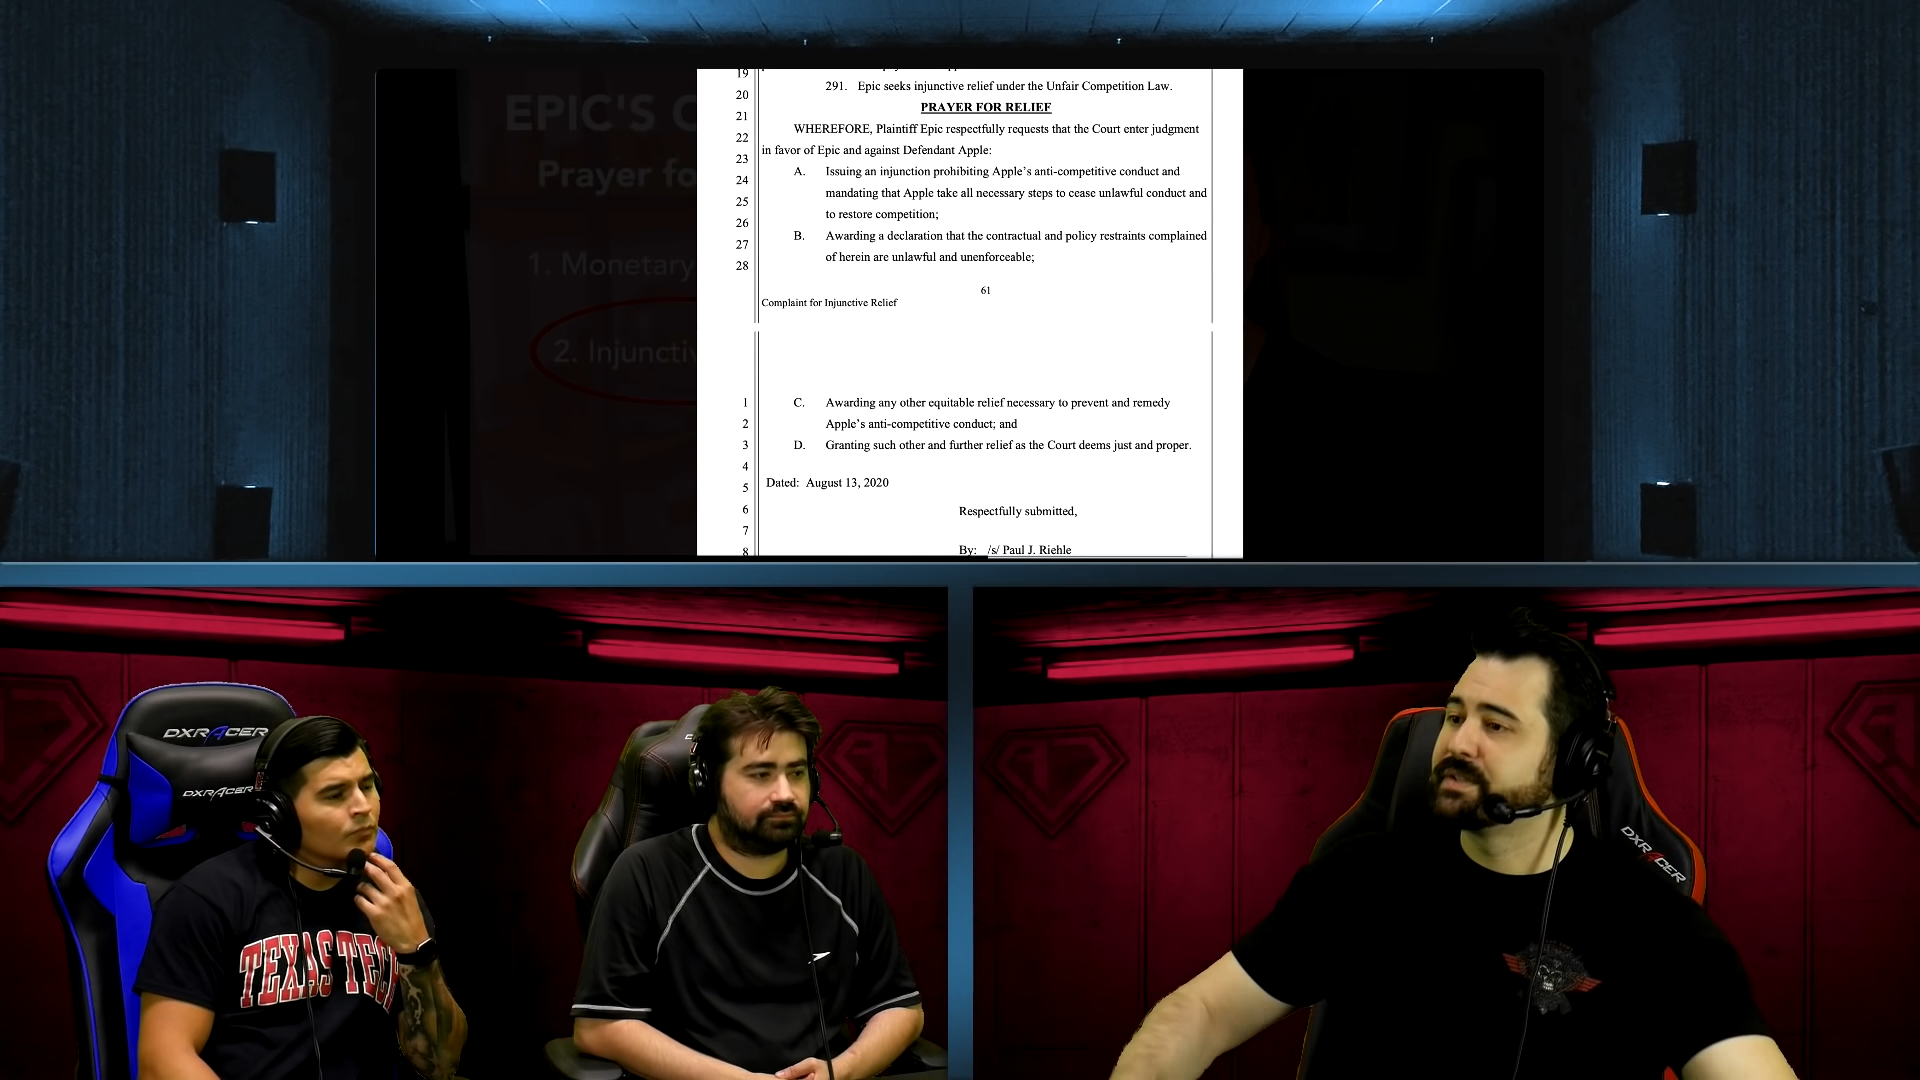 EPIC'S C
Prayer fo
1. Monetary
2. Injuncti
19
291. Epic seeks injunctive relief under the Unfair Competition Law.
20
PRAYER FOR RELIEF
21
WHEREFORE, Plaintiff Epic respectfully requests that the Court enter judgment
22
in favor of Epic and against Defendant Apple:
23
A. Issuing an injunction prohibiting Apple's anti-competitive conduct and
24
mandating that Apple take all necessary steps to cease unlawful conduct and
25
to restore competition;
26
B. Awarding a declaration that the contractual and policy restraints complained
27
of herein are unlawful and unenforceable;
28
61
Complaint for Injunctive Relief
1 C. Awarding any other equitable relief necessary to prevent and remedy
2 Apple's anti-competitive conduct; and
3 D. Granting such other and further relief as the Court deems just and proper.
4
Dated: August 13, 2020
5
6 Respectfully submitted,
7
8 By: /s/ Paul J. Riehle
DXRACER
DXRACER
TEXAS TEC
DXRACER